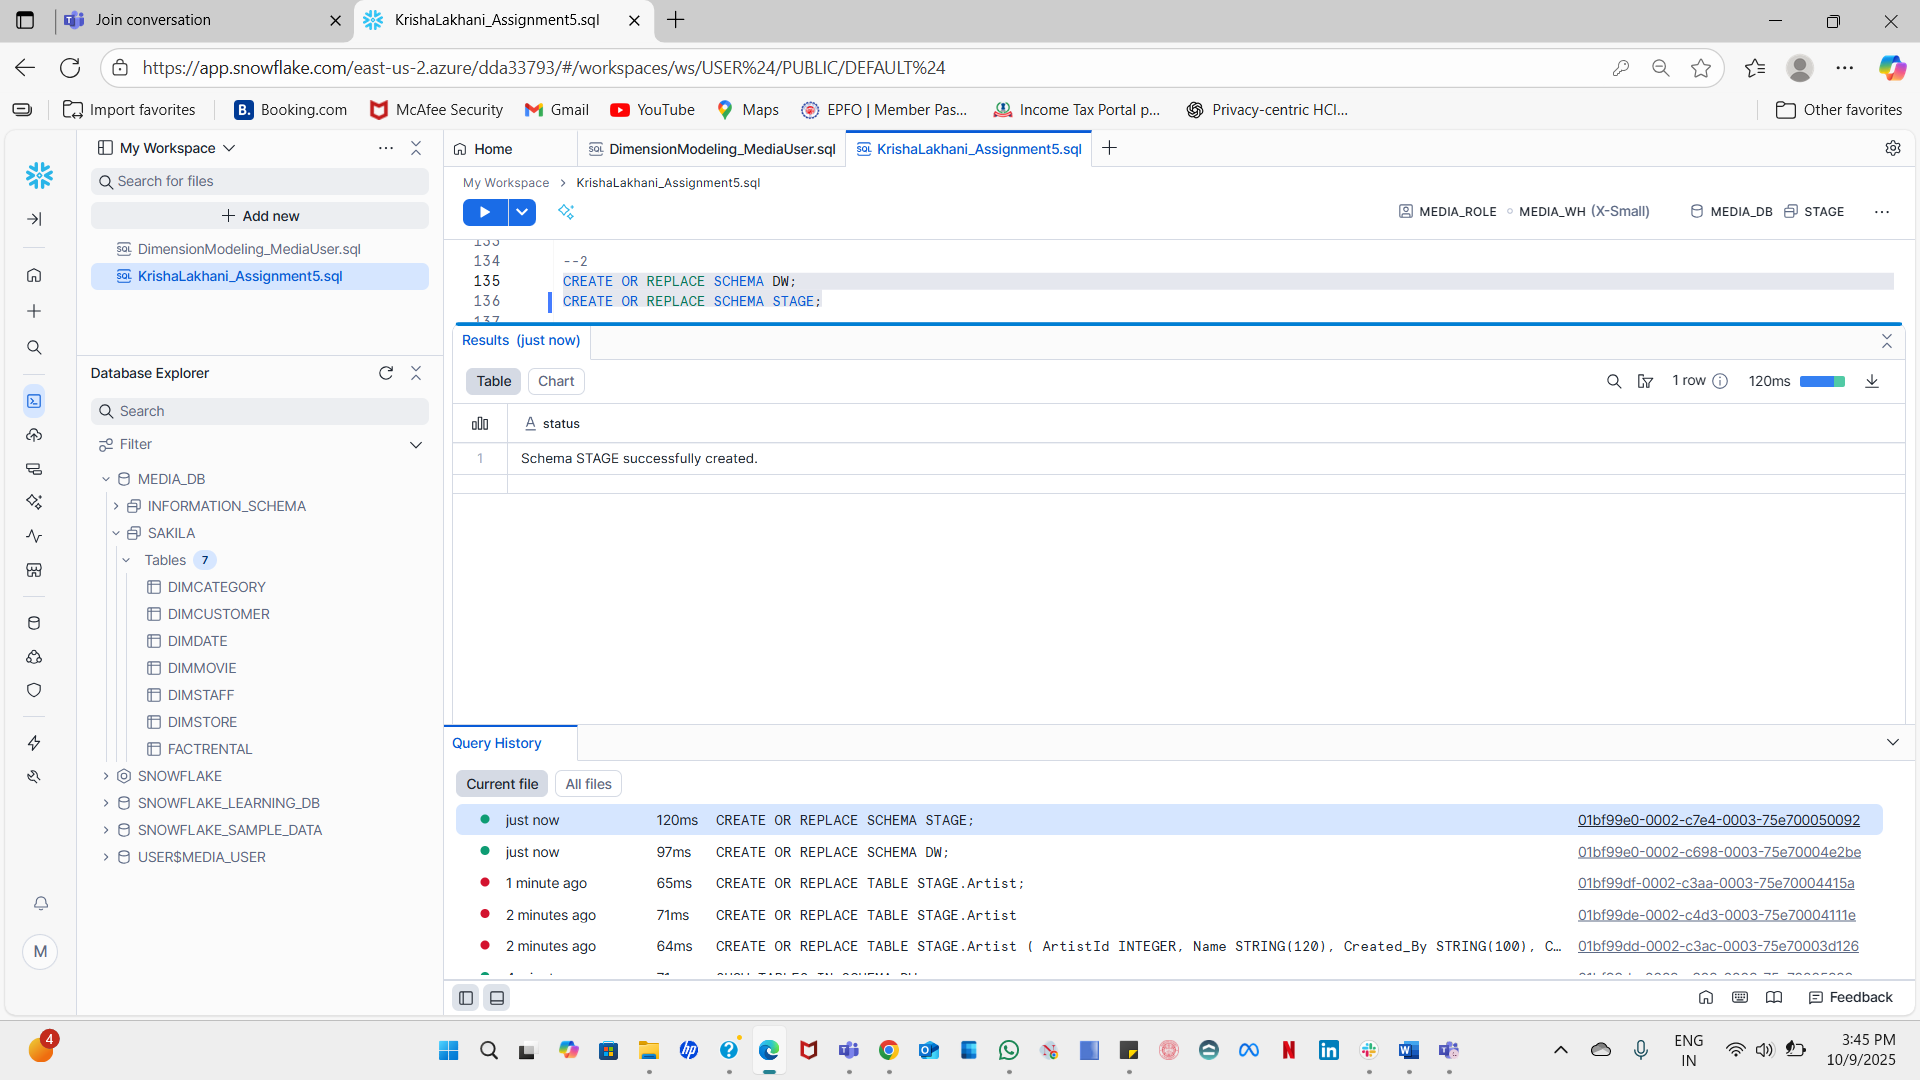 Join conversation
KrishaLakhani_Assignment5.sql
https://app.snowflake.com/east-us-2.azure/dda33793/#/workspaces/ws/USER%24/PUBLIC/DEFAULT%24
Import favorites
Booking.com
McAfee Security
Gmail
YouTube
Maps
EPFO | Member Pas...
Income Tax Portal p...
Privacy-centric HCI...
Other favorites
My Workspace
Search for files
Add new
DimensionModeling_MediaUser.sql
KrishaLakhani_Assignment5.sql
Database Explorer
Search
Filter
MEDIA_DB
INFORMATION_SCHEMA
SAKILA
Tables 7
DIMCATEGORY
DIMCUSTOMER
DIMDATE
DIMMOVIE
DIMSTAFF
DIMSTORE
FACTRENTAL
SNOWFLAKE
SNOWFLAKE_LEARNING_DB
SNOWFLAKE_SAMPLE_DATA
USER$MEDIA_USER
M
Home
DimensionModeling_MediaUser.sql
KrishaLakhani_Assignment5.sql
My Workspace > KrishaLakhani_Assignment5.sql
MEDIA_ROLE
MEDIA_WH (X-Small)
MEDIA_DB
STAGE
133
134 --2
135 CREATE OR REPLACE SCHEMA DW;
136 CREATE OR REPLACE SCHEMA STAGE;
137
Results (just now)
Table
Chart
1 row
120ms
A status
1 Schema STAGE successfully created.
Query History
Current file
All files
just now 120ms CREATE OR REPLACE SCHEMA STAGE; 01bf99e0-0002-c7e4-0003-75e700050092
just now 97ms CREATE OR REPLACE SCHEMA DW; 01bf99e0-0002-c698-0003-75e70004e2be
1 minute ago 65ms CREATE OR REPLACE TABLE STAGE.Artist; 01bf99df-0002-c3aa-0003-75e70004415a
2 minutes ago 71ms CREATE OR REPLACE TABLE STAGE.Artist 01bf99de-0002-c4d3-0003-75e70004111e
2 minutes ago 64ms CREATE OR REPLACE TABLE STAGE.Artist ( ArtistId INTEGER, Name STRING(120), Created_By STRING(100), C… 01bf99dd-0002-c3ac-0003-75e70003d126
Feedback
4
ENG
IN
3:45 PM
10/9/2025